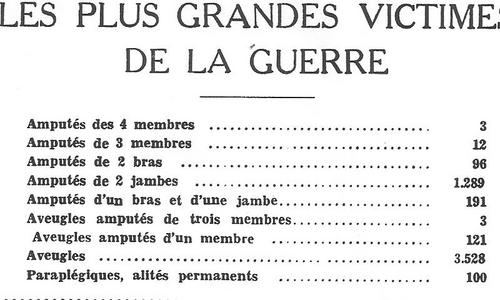 LES PLUS GRANDES VICTIMES
DE LA GUERRE
Amputés des 4 membres 3
Amputés de 3 membres 12
Amputés de 2 bras 96
Amputés de 2 jambes 1.289
Amputés d'un bras et d'une jambe 191
Aveugles amputés de trois membres 3
Aveugles amputés d'un membre 121
Aveugles 3.528
Paraplégiques, alités permanents 100